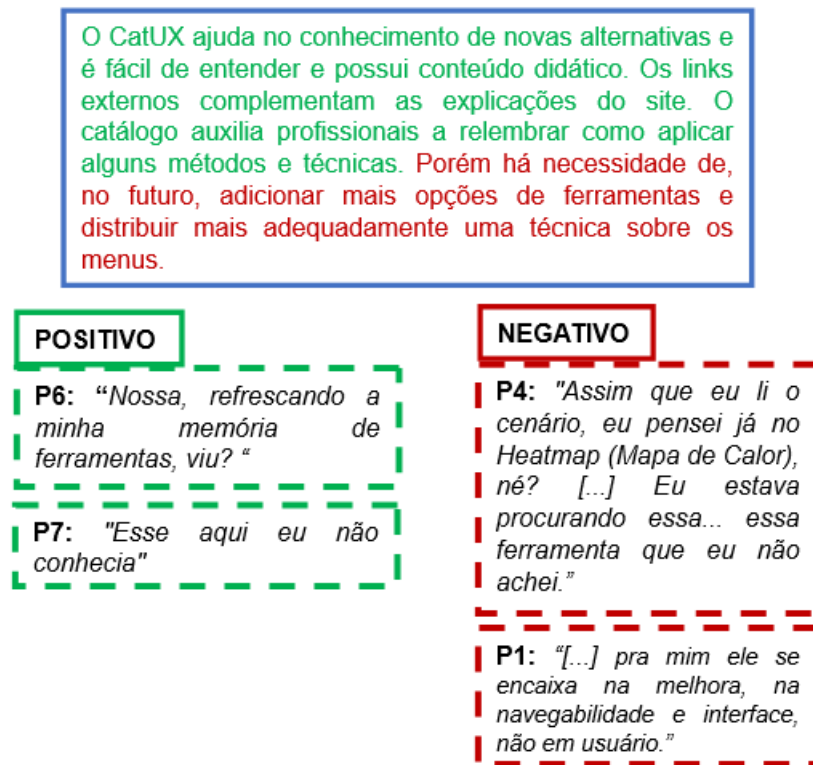 O CatUX ajuda no conhecimento de novas alternativas e
é fácil de entender e possui conteúdo didático. Os links
externos complementam as explicações do site. O
catálogo auxilia profissionais a relembrar como aplicar
alguns métodos e técnicas. Porém há necessidade de,
no futuro, adicionar mais opções de ferramentas e
distribuir mais adequadamente uma técnica sobre os
menus.
POSITIVO
P6: “Nossa, refrescando a
minha memória de
ferramentas, viu? “
P7: "Esse aqui eu não
conhecia"
NEGATIVO
P4: "Assim que eu li o
cenário, eu pensei já no
Heatmap (Mapa de Calor),
né? [...] Eu estava
procurando essa... essa
ferramenta que eu não
achei.”
P1: “[...] pra mim ele se
encaixa na melhora, na
navegabilidade e interface,
não em usuário.”